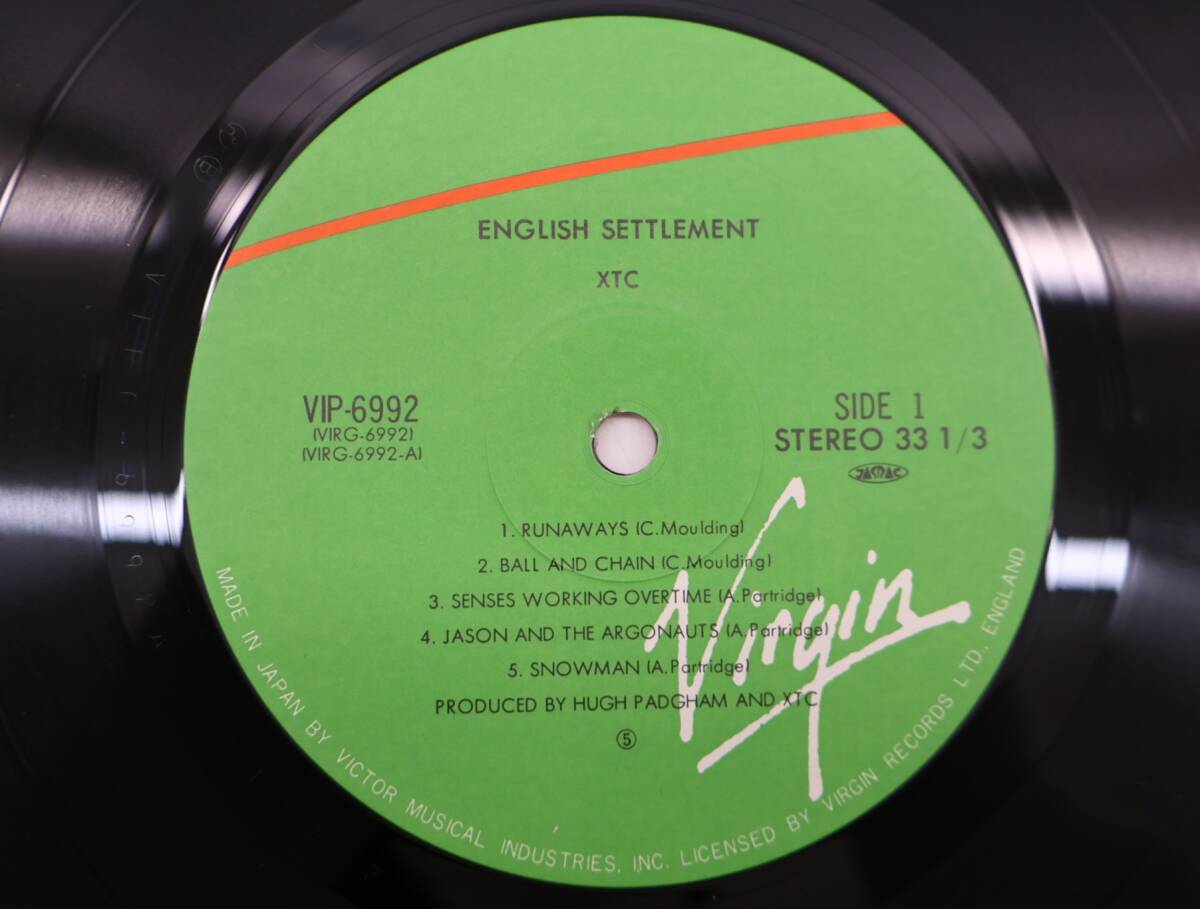 ENGLISH SETTLEMENT
XTC
VIP-6992
(VIRG-6992)
(VIRG-6992-A)
SIDE 1
STEREO 33 1/3
JASRAC
1. RUNAWAYS (C.Moulding)
2. BALL AND CHAIN (C.Moulding)
3. SENSES WORKING OVERTIME (A.Partridge)
4. JASON AND THE ARGONAUTS (A.Partridge)
5. SNOWMAN (A.Partridge)
PRODUCED BY HUGH PADGHAM AND XTC
⑤
Virgin
MADE IN JAPAN BY VICTOR MUSICAL INDUSTRIES, INC. LICENSED BY VIRGIN RECORDS LTD., ENGLAND